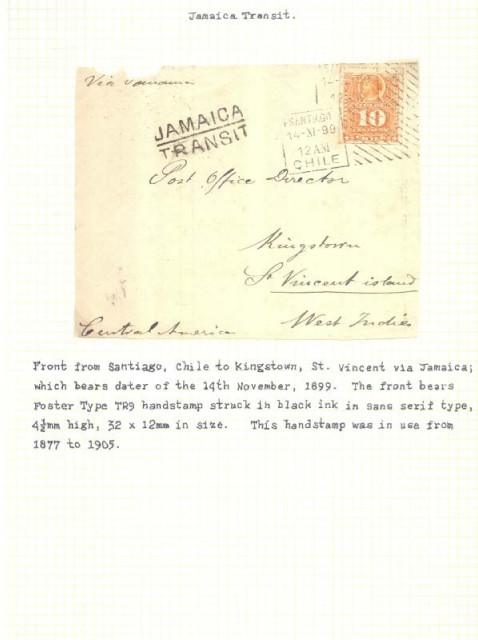 Jamaica Transit.
Via Panama
JAMAICA
TRANSIT
SANTIAGO
14-XI-99
12 AM
CHILE
10
Post Office Director
Kingstown
St Vincent island
West Indies
Central America
Front from Santiago, Chile to Kingstown, St. Vincent via Jamaica;
which bears dater of the 14th November, 1899. The front bears
Foster Type TR9 handstamp struck in black ink in sans serif type,
4½mm high, 32 x 12mm in size. This handstamp was in use from
1877 to 1905.